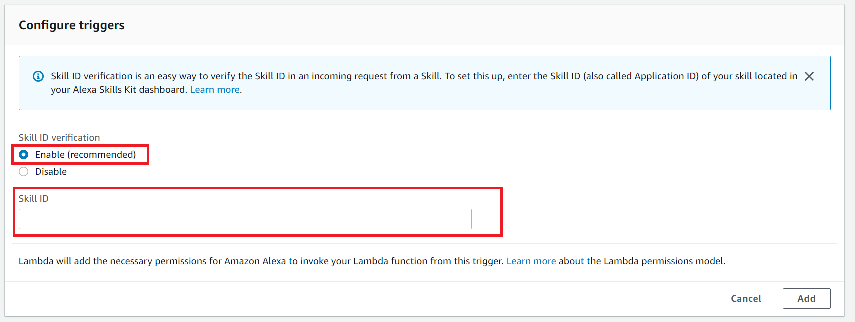 Configure triggers
Skill ID verification is an easy way to verify the Skill ID in an incoming request from a Skill. To set this up, enter the Skill ID (also called Application ID) of your skill located in
your Alexa Skills Kit dashboard. Learn more.
Skill ID verification
Enable (recommended)
Disable
Skill ID
Lambda will add the necessary permissions for Amazon Alexa to invoke your Lambda function from this trigger. Learn more about the Lambda permissions model.
Cancel Add